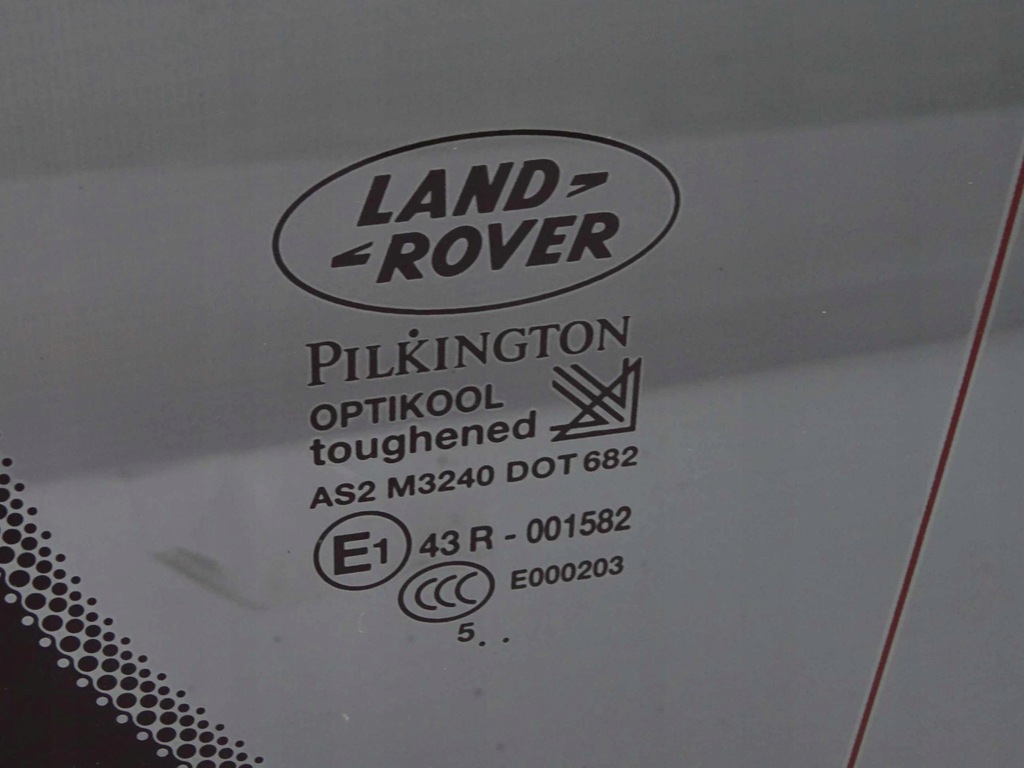 LAND
ROVER
PILKINGTON
OPTIKOOL
toughened
AS2 M3240 DOT 682
E1 43 R - 001582
CCC E000203
5..